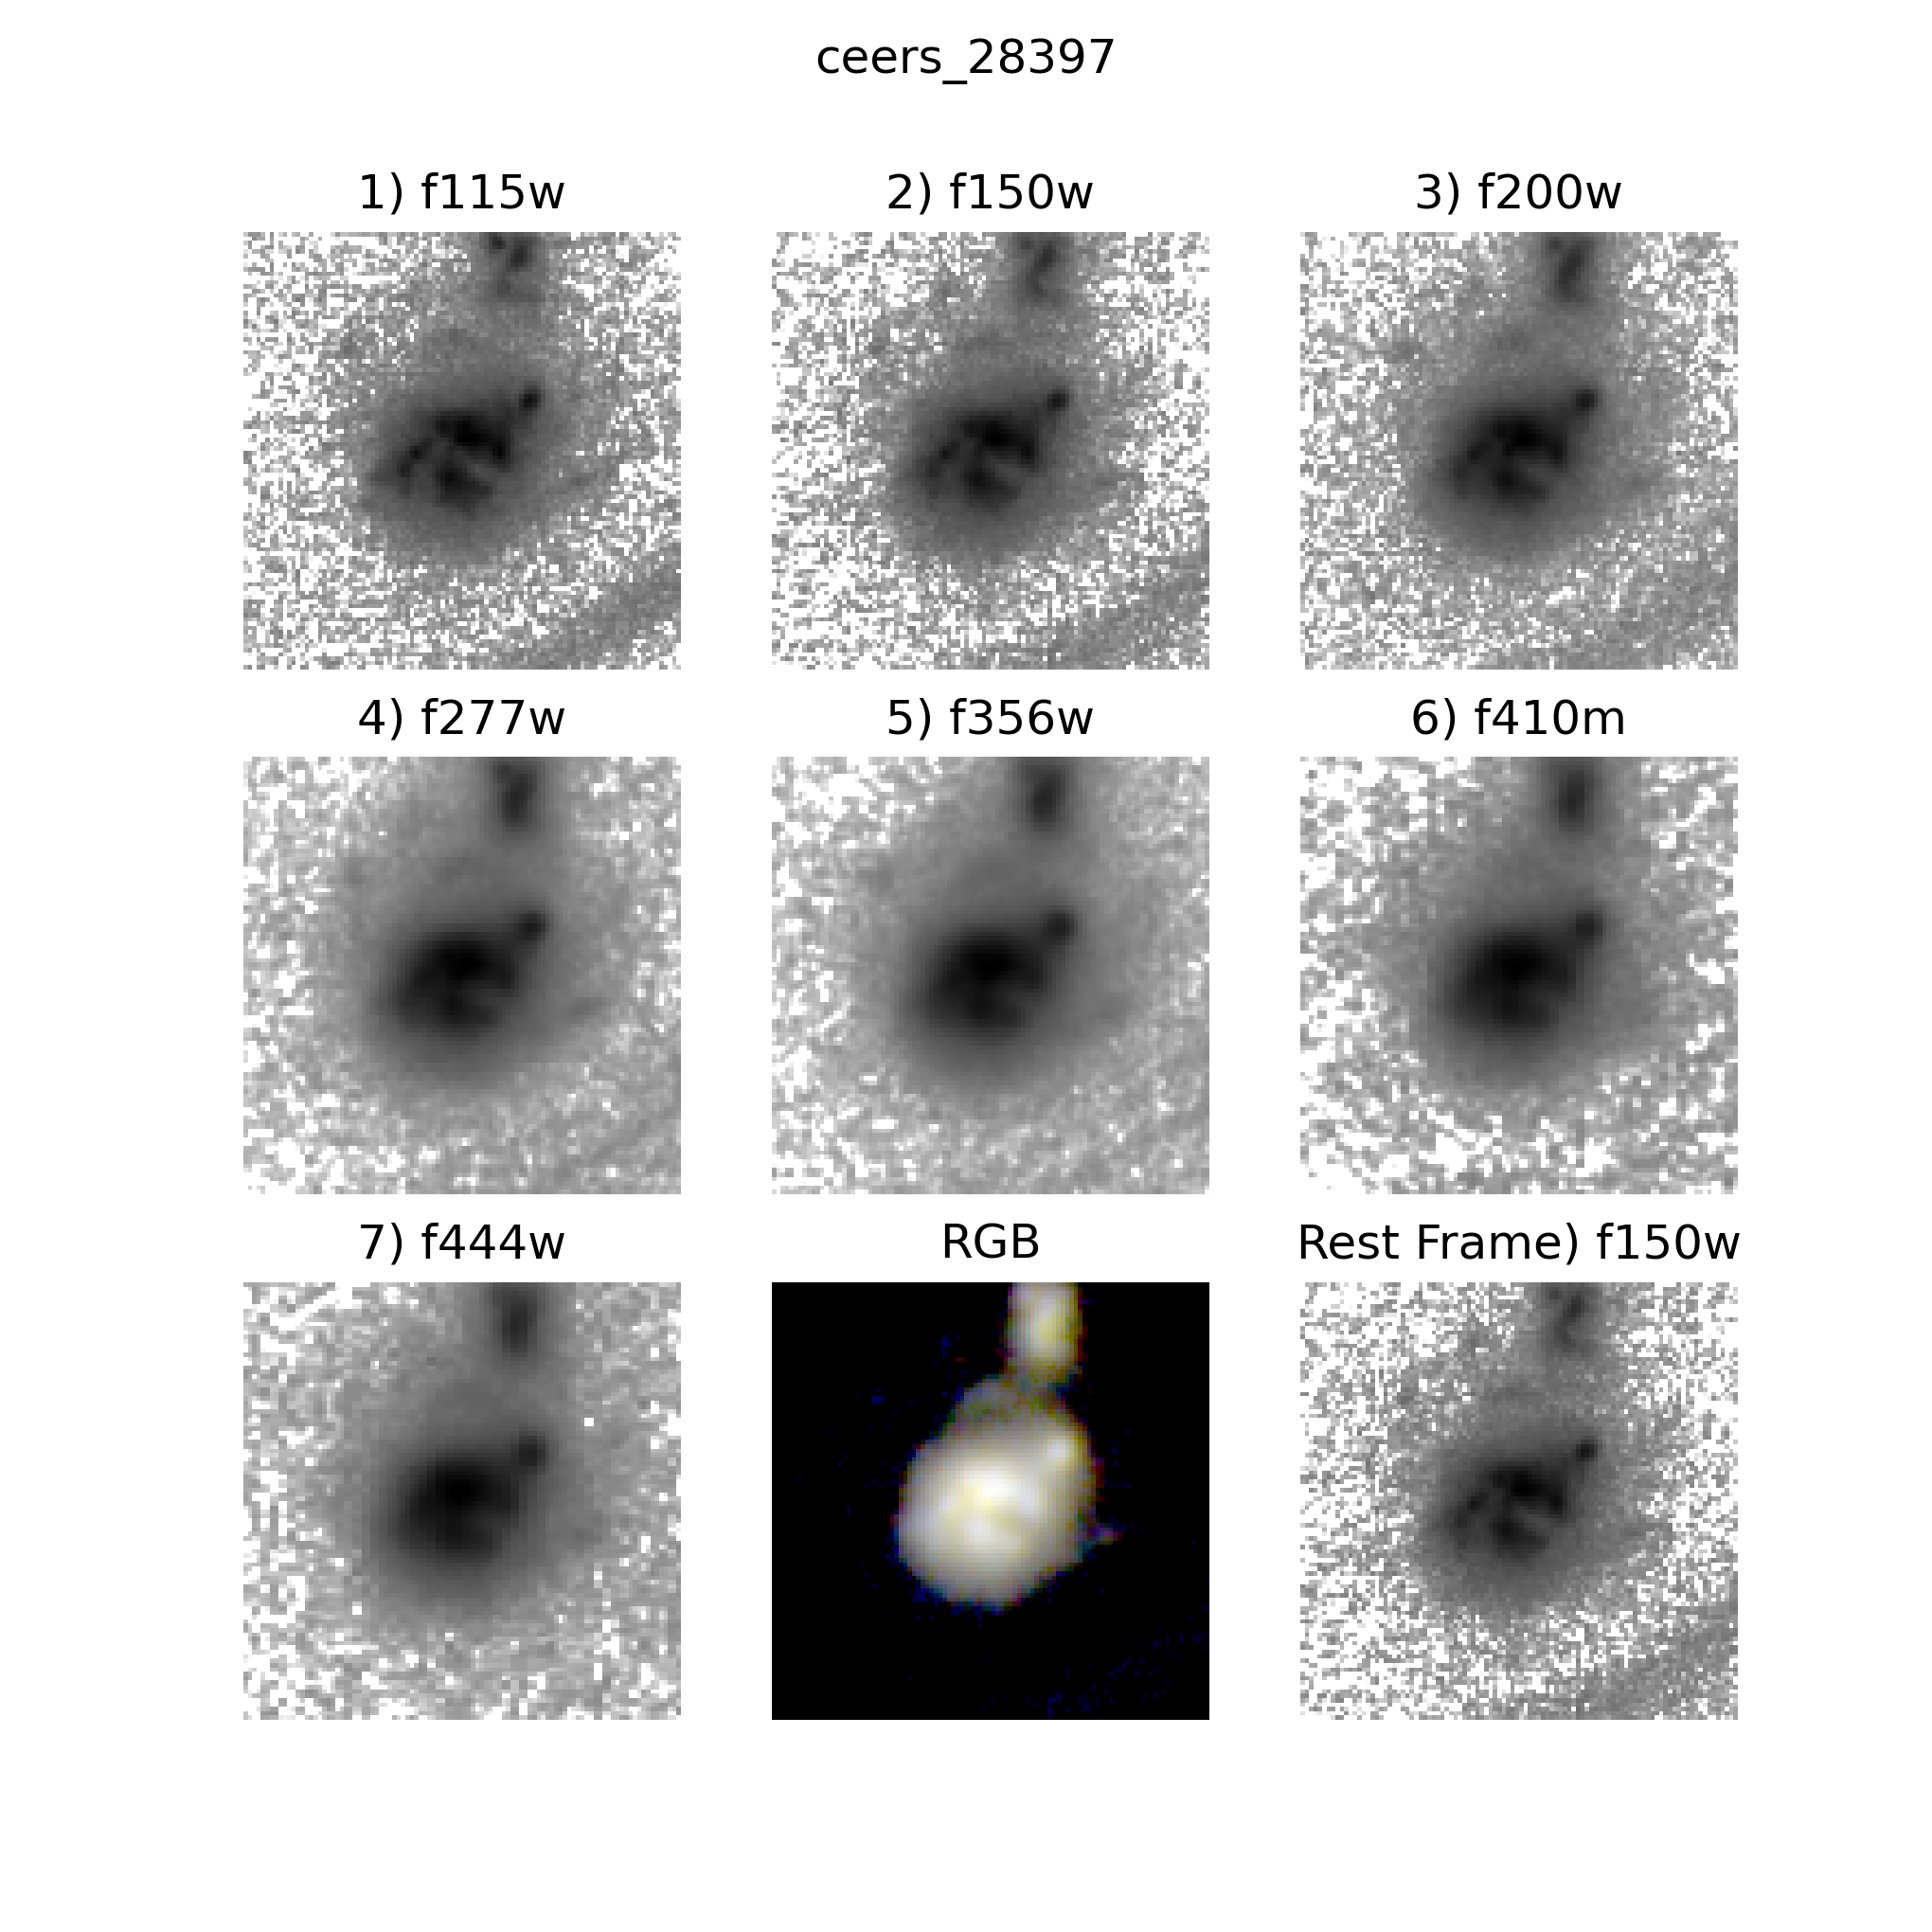 ceers_28397
1) f115w
2) f150w
3) f200w
4) f277w
5) f356w
6) f410m
7) f444w
RGB
Rest Frame) f150w